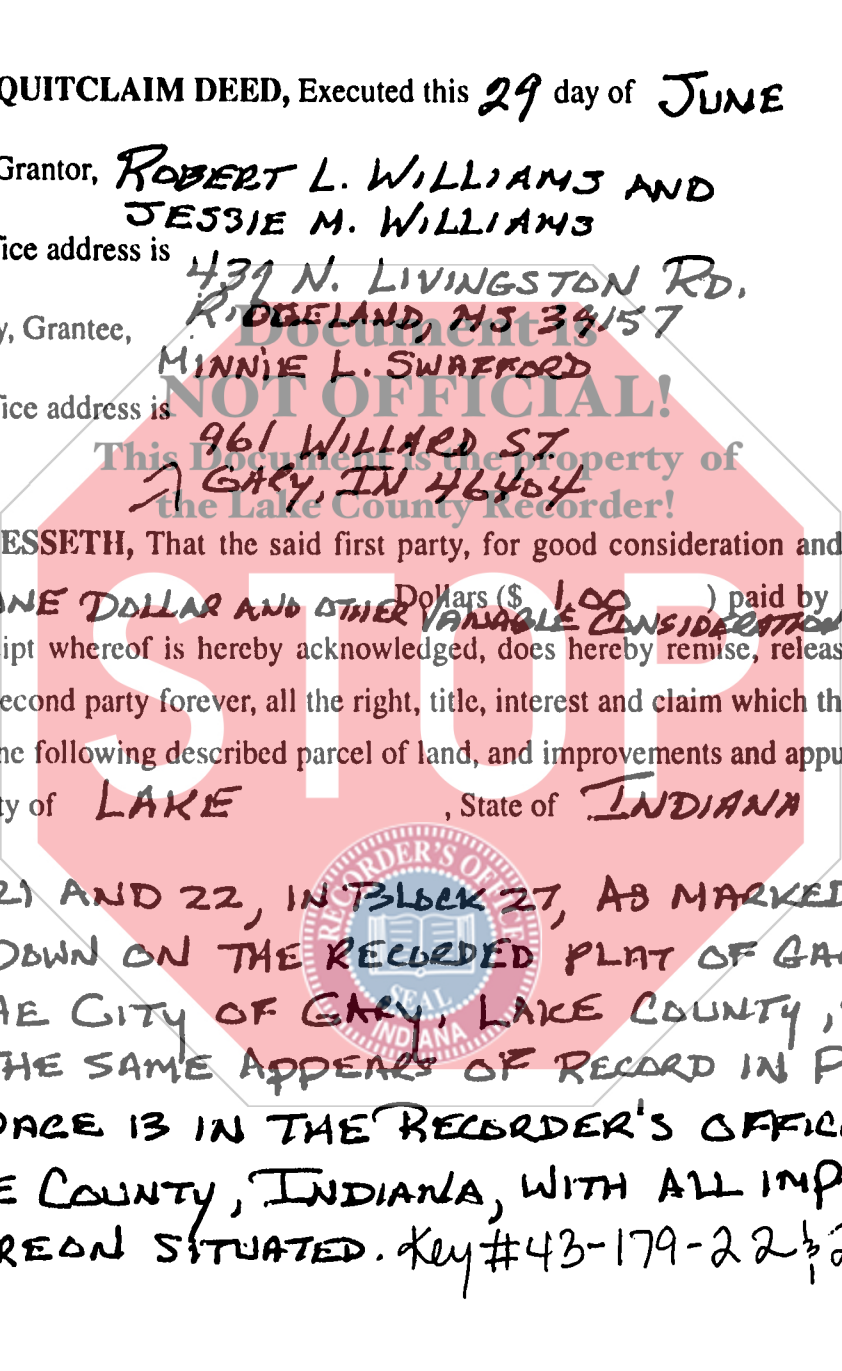 QUITCLAIM DEED, Executed this 29 day of JUNE
Grantor, ROBERT L. WILLIAMS AND
JESSIE M. WILLIAMS
fice address is
439 N. LIVINGSTON RD.
RIDGELAND, MS 39157
y, Grantee,
Document is
MINNIE L. SWAFFORD
NOT OFFICIAL!
fice address is
961 WILLARD ST.
This Document is the property of
GARY, IN 46404
the Lake County Recorder!
ESSETH, That the said first party, for good consideration and
NE DOLLAR AND OTHER VARIABLE CONSIDERATION Dollars ($ 1.00 ) paid by
ipt whereof is hereby acknowledged, does hereby remise, releas
econd party forever, all the right, title, interest and claim which th
ne following described parcel of land, and improvements and appu
STOP
ty of LAKE , State of INDIANA
RECORDER'S OFFICE
21 AND 22, IN BLOCK 27, AS MARKED
DOWN ON THE RECORDED PLAT OF GA
SEAL
HE CITY OF GARY, LAKE COUNTY,
INDIANA
THE SAME APPEARS OF RECORD IN P
PAGE 13 IN THE RECORDER'S OFFIC
E COUNTY, INDIANA, WITH ALL IMP
REON SITUATED. Key #43-179-22 & 2